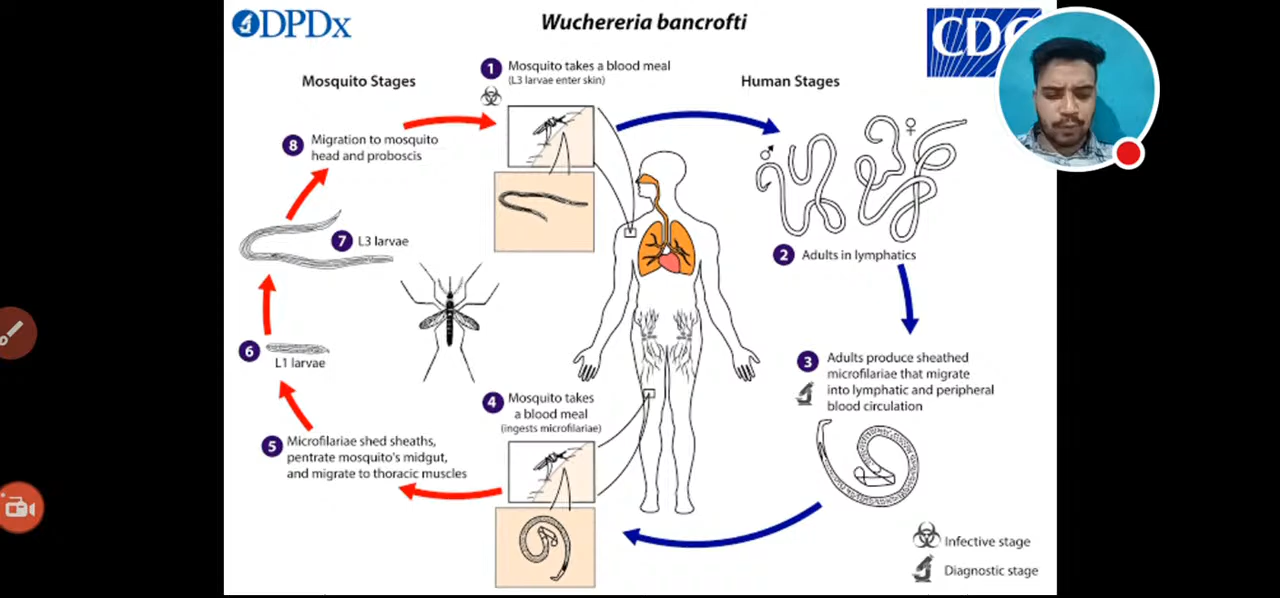 DPDx
Wuchereria bancrofti
CDC
Mosquito Stages
1 Mosquito takes a blood meal
(L3 larvae enter skin)
Human Stages
8 Migration to mosquito
head and proboscis
7 L3 larvae
2 Adults in lymphatics
6
L1 larvae
3 Adults produce sheathed
microfilariae that migrate
into lymphatic and peripheral
blood circulation
4 Mosquito takes
a blood meal
(ingests microfilariae)
5 Microfilariae shed sheaths,
pentrate mosquito's midgut,
and migrate to thoracic muscles
Infective stage
Diagnostic stage